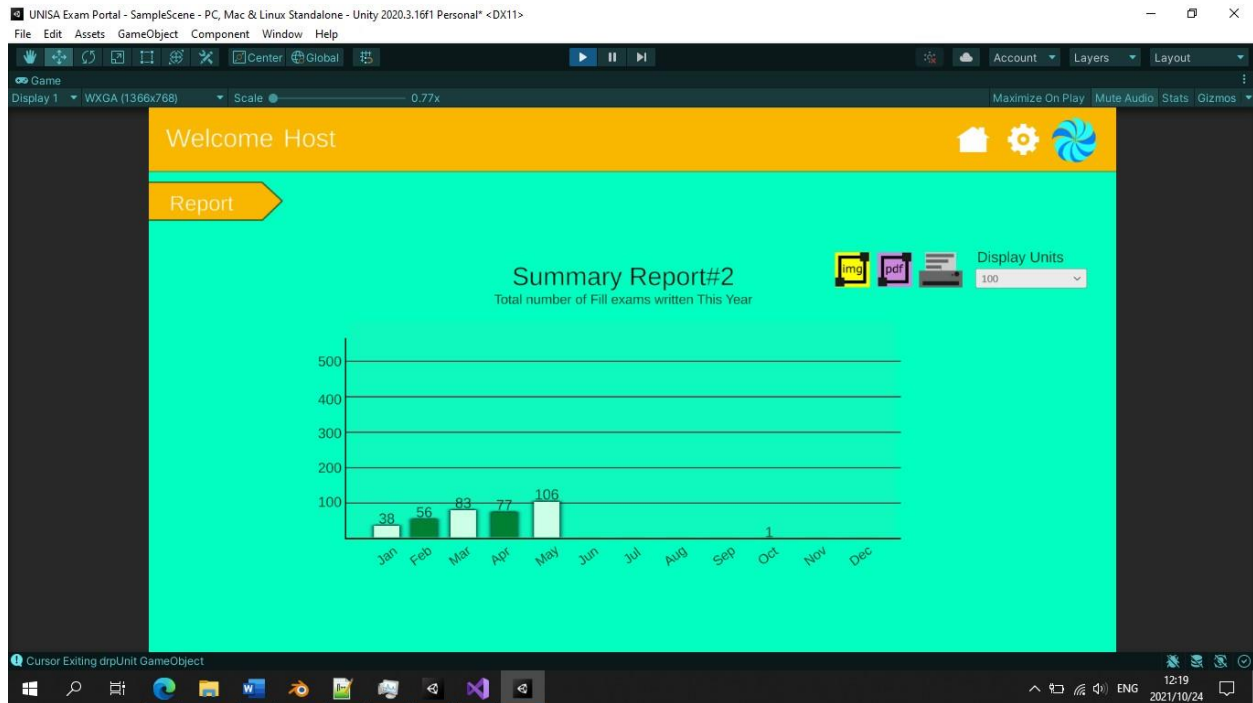 UNISA Exam Portal - SampleScene - PC, Mac & Linux Standalone - Unity 2020.3.16f1 Personal* <DX11>
File Edit Assets GameObject Component Window Help
Center Global Account Layers Layout
Game
Display 1 WXGA (1366x768) Scale 0.77x Maximize On Play Mute Audio Stats Gizmos
Welcome Host
Report
Display Units
img pdf 100
Summary Report#2
Total number of Fill exams written This Year
500
400
300
200
100
38 56 83 77 106 1
Jan Feb Mar Apr May Jun Jul Aug Sep Oct Nov Dec
Cursor Exiting drpUnit GameObject
ENG 12:19
2021/10/24